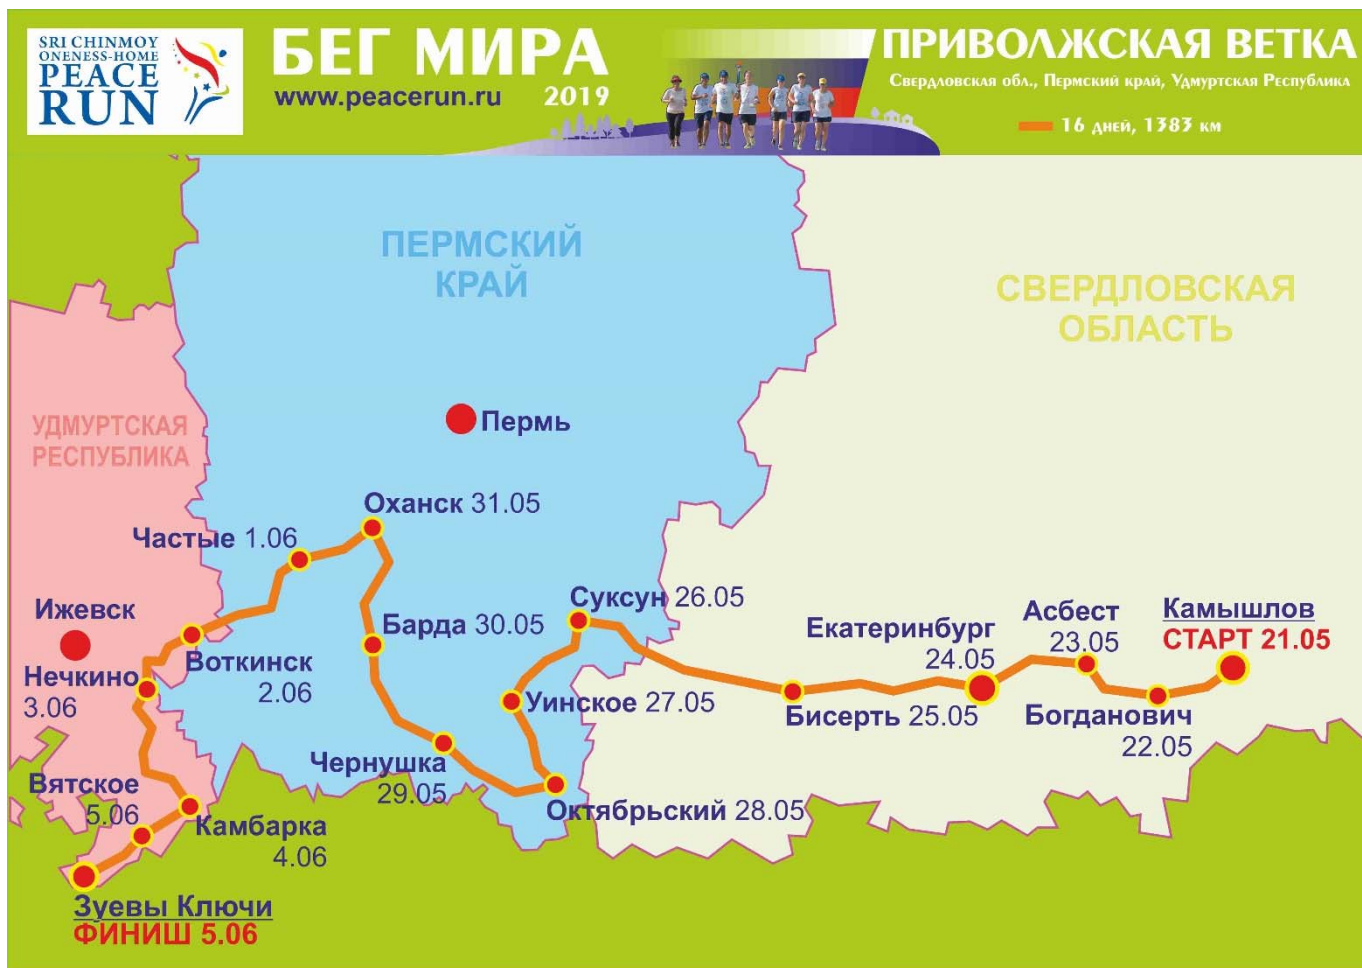 SRI CHINMOY
ONENESS-HOME
PEACE
RUN
БЕГ МИРА
www.peacerun.ru
2019
ПРИВОЛЖСКАЯ ВЕТКА
Свердловская обл., Пермский край, Удмуртская Республика
16 дней, 1383 км
ПЕРМСКИЙ
КРАЙ
СВЕРДЛОВСКАЯ
ОБЛАСТЬ
УДМУРТСКАЯ
РЕСПУБЛИКА
Пермь
Оханск 31.05
Частые 1.06
Ижевск
Нечкино
3.06
Воткинск
2.06
Барда 30.05
Суксун 26.05
Уинское 27.05
Екатеринбург
24.05
Асбест
23.05
Камышлов
СТАРТ 21.05
Бисерть 25.05
Богданович
22.05
Чернушка
29.05
Октябрьский 28.05
Вятское
5.06
Камбарка
4.06
Зуевы Ключи
ФИНИШ 5.06